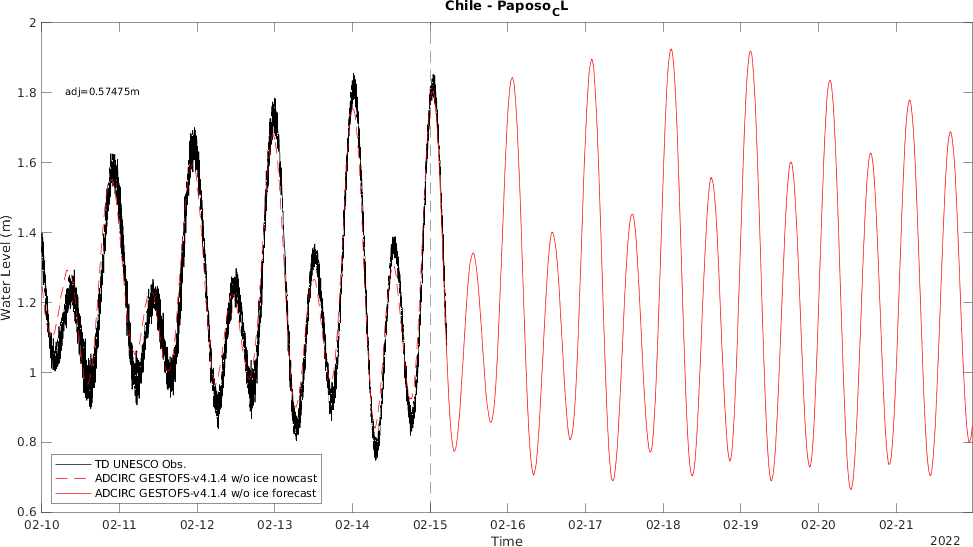 Chile - Paposo_CL
2
1.8
1.6
1.4
1.2
1
0.8
0.6
Water Level (m)
adj=0.57475m
TD UNESCO Obs.
ADCIRC GESTOFS-v4.1.4 w/o ice nowcast
ADCIRC GESTOFS-v4.1.4 w/o ice forecast
02-10 02-11 02-12 02-13 02-14 02-15 02-16 02-17 02-18 02-19 02-20 02-21
Time
2022